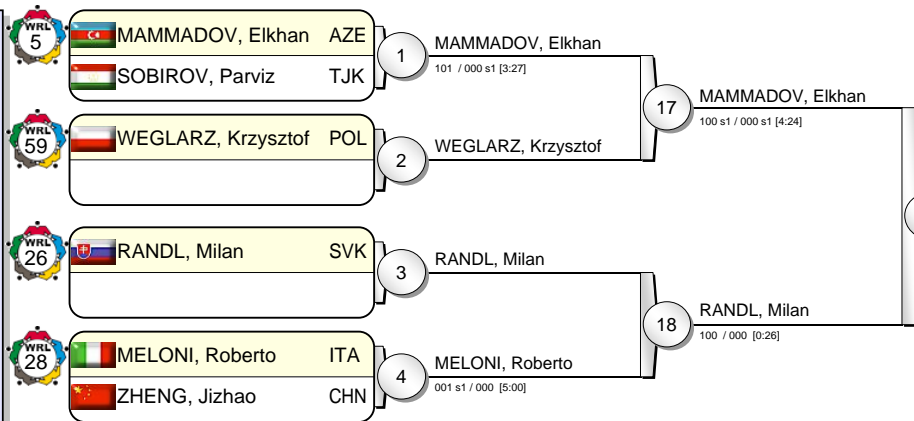 WRL
5
MAMMADOV, Elkhan AZE
SOBIROV, Parviz TJK
1
MAMMADOV, Elkhan
101 / 000 s1 [3:27]
17
MAMMADOV, Elkhan
100 s1 / 000 s1 [4:24]
WRL
59
WEGLARZ, Krzysztof POL
2
WEGLARZ, Krzysztof
WRL
26
RANDL, Milan SVK
3
RANDL, Milan
18
RANDL, Milan
100 / 000 [0:26]
WRL
28
MELONI, Roberto ITA
ZHENG, Jizhao CHN
4
MELONI, Roberto
001 s1 / 000 [5:00]